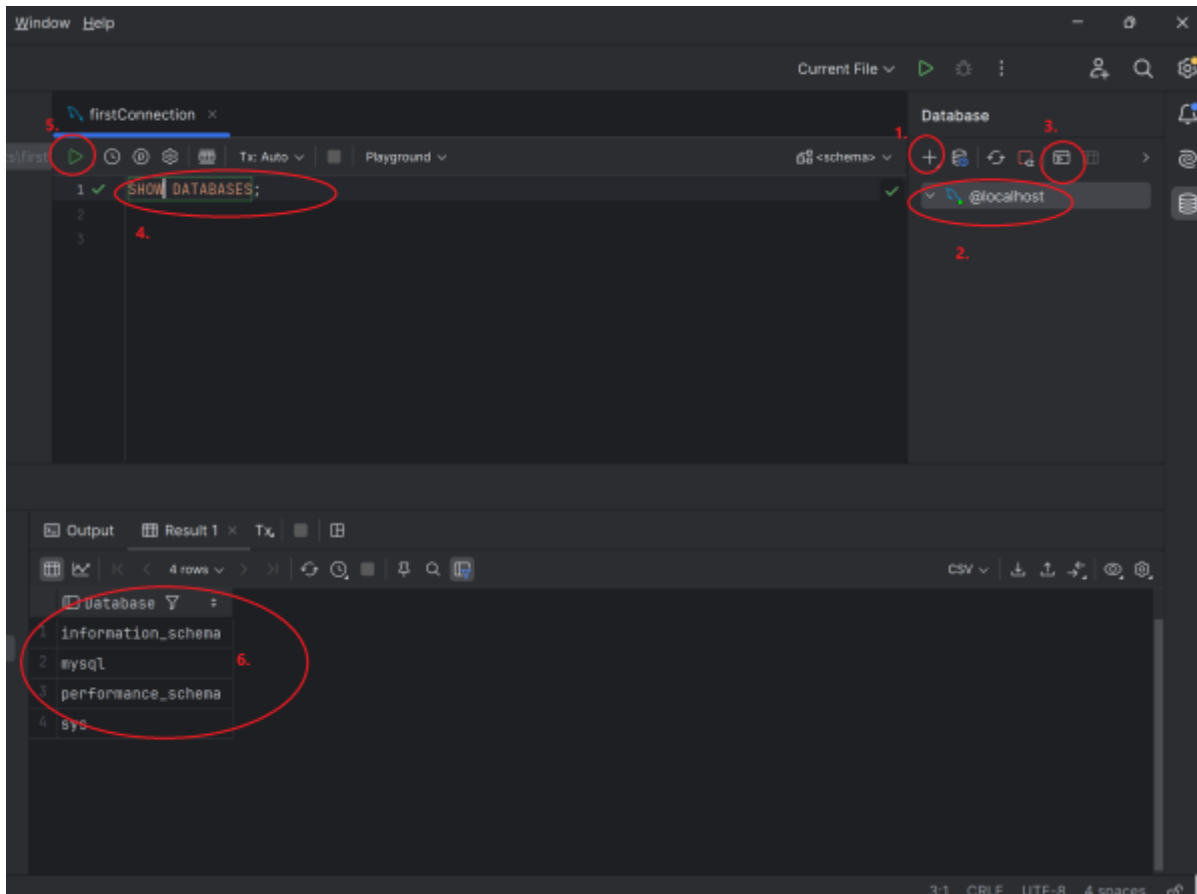 Window Help
Current File
firstConnection
Database
5.
1.
3.
Tx: Auto
Playground
<schema>
1 SHOW DATABASES;
@localhost
2
3
4.
2.
Output Result 1 Tx
4 rows
CSV
Database
1 information_schema
2 mysql
6.
3 performance_schema
4 sys
3:1 CRLF UTF-8 4 spaces